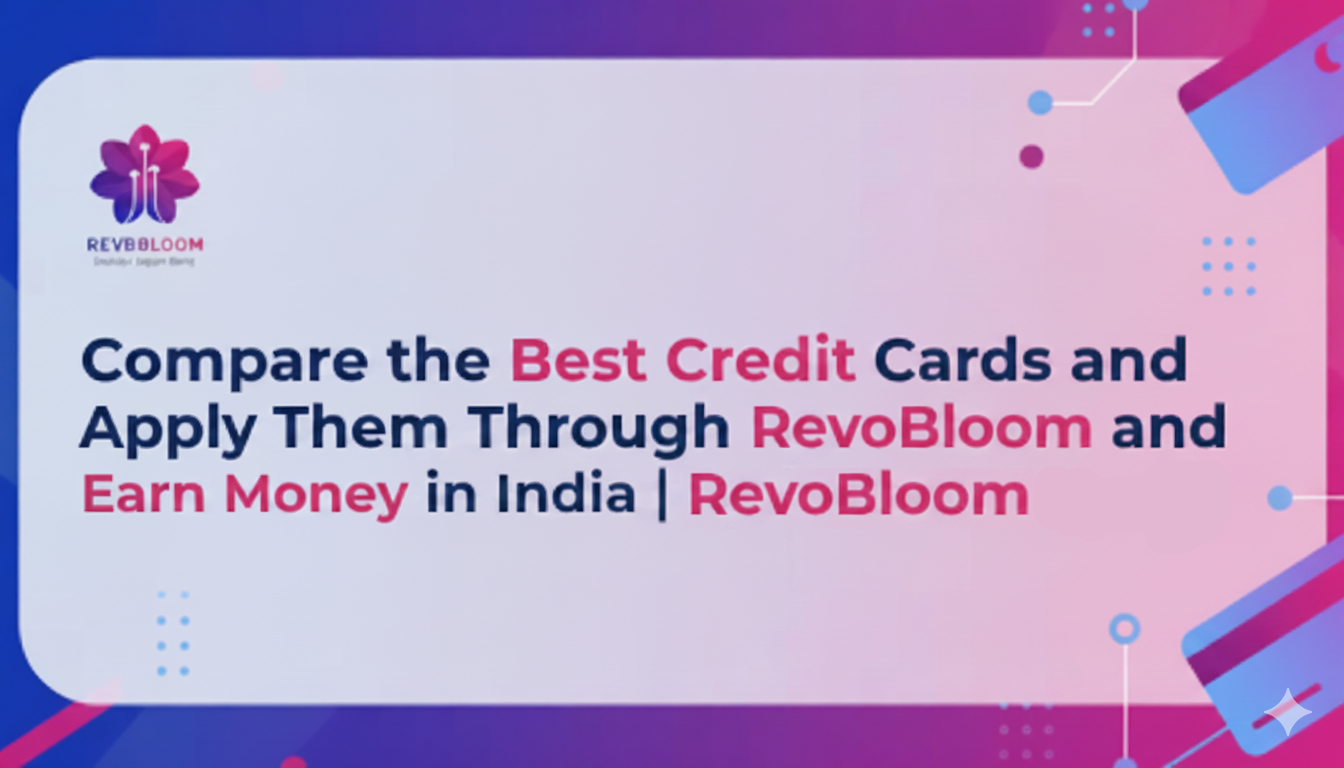 REVBBLOOM
Compare the Best Credit Cards and
Apply Them Through RevoBloom and
Earn Money in India | RevoBloom